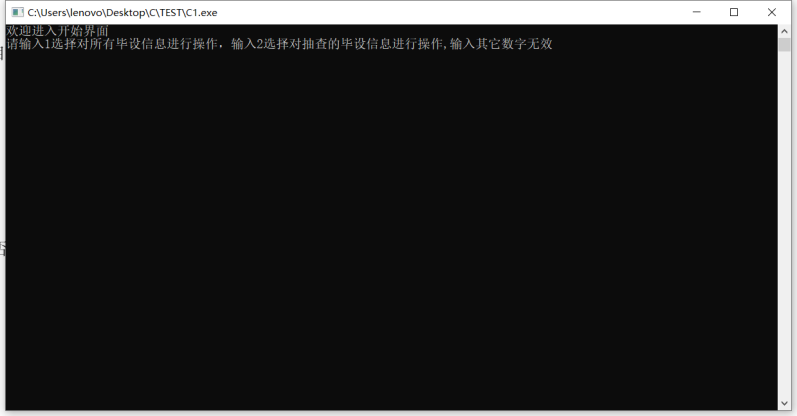 C:\Users\lenovo\Desktop\C\TEST\C1.exe
欢迎进入开始界面
请输入1选择对所有毕设信息进行操作，输入2选择对抽查的毕设信息进行操作,输入其它数字无效